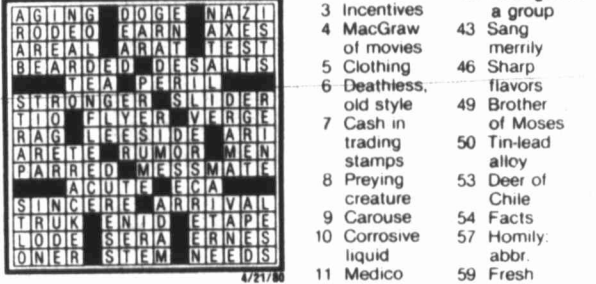 AGING DOGE NAZI
RODEO EARN AXES
AREAL ARAT TEST
BEARDED DESALTS
TEA PERIL
STRONGER SLIDER
TIO FLYER VERGE
RAG LEESIDE ARI
ARETE RUMOR MEN
PARRED MESSMATE
ACUTE ECA
SINCERE ARRIVAL
TRUK ENID ETAPE
LODE SERA ERNES
ONER STEM NEEDS
4/21/80
3 Incentives
4 MacGraw
of movies
5 Clothing
6 Deathless,
old style
7 Cash in
trading
stamps
8 Preying
creature
9 Carouse
10 Corrosive
liquid
11 Medico
a group
43 Sang
merrily
46 Sharp
flavors
49 Brother
of Moses
50 Tin-lead
alloy
53 Deer of
Chile
54 Facts
57 Homily:
abbr.
59 Fresh